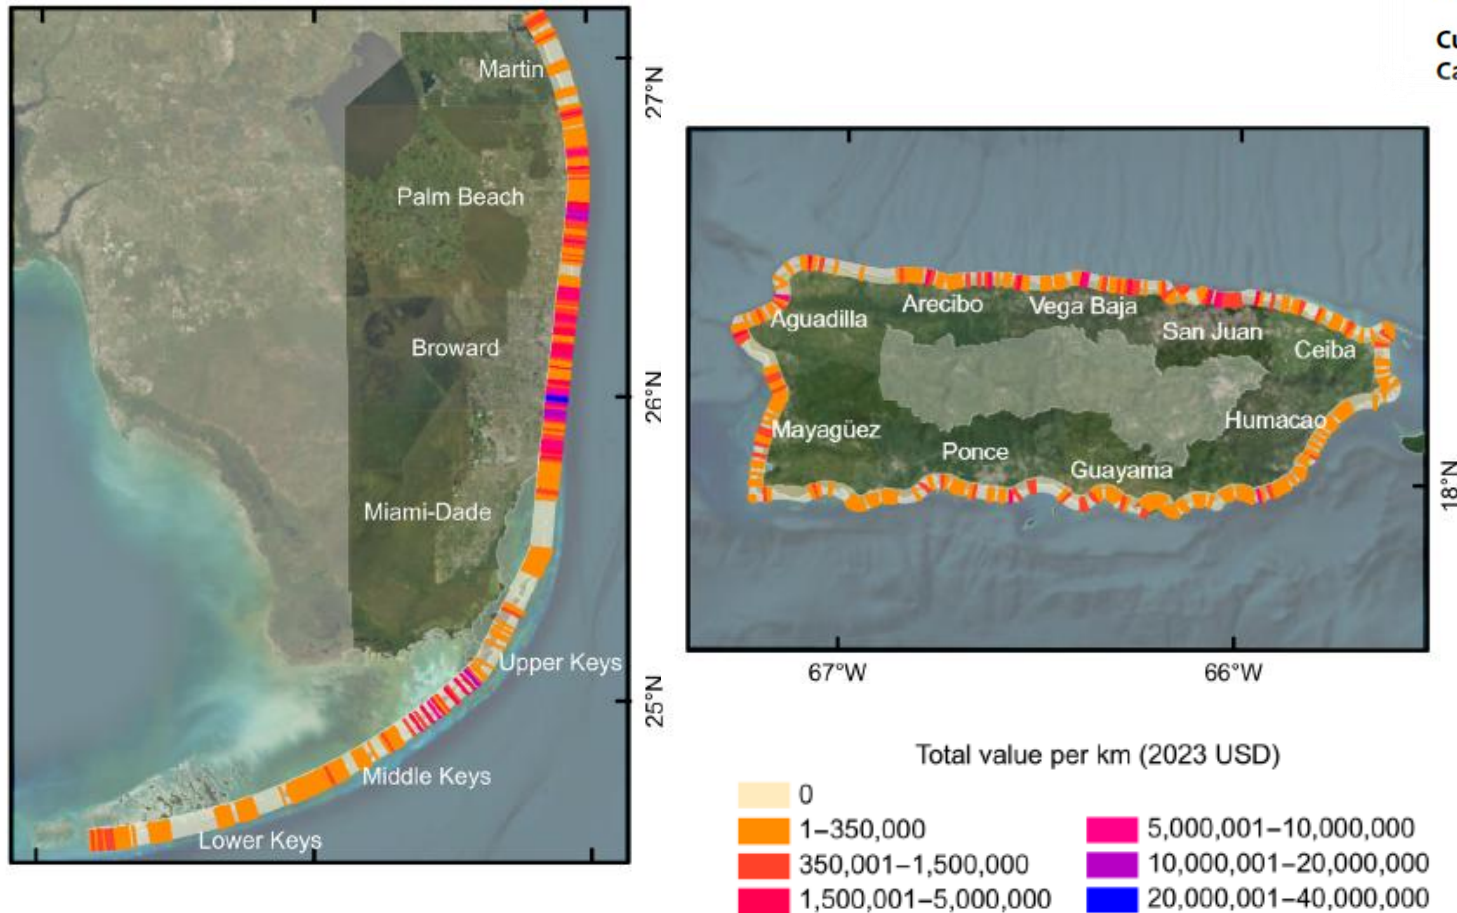 Cu
Ca
Martin
27°N
Palm Beach
Broward
26°N
Miami-Dade
Upper Keys
25°N
Middle Keys
Lower Keys
Aguadilla
Arecibo
Vega Baja
San Juan
Ceiba
Mayagüez
Humacao
Ponce
Guayama
18°N
67°W
66°W
Total value per km (2023 USD)
0
1–350,000
350,001–1,500,000
1,500,001–5,000,000
5,000,001–10,000,000
10,000,001–20,000,000
20,000,001–40,000,000